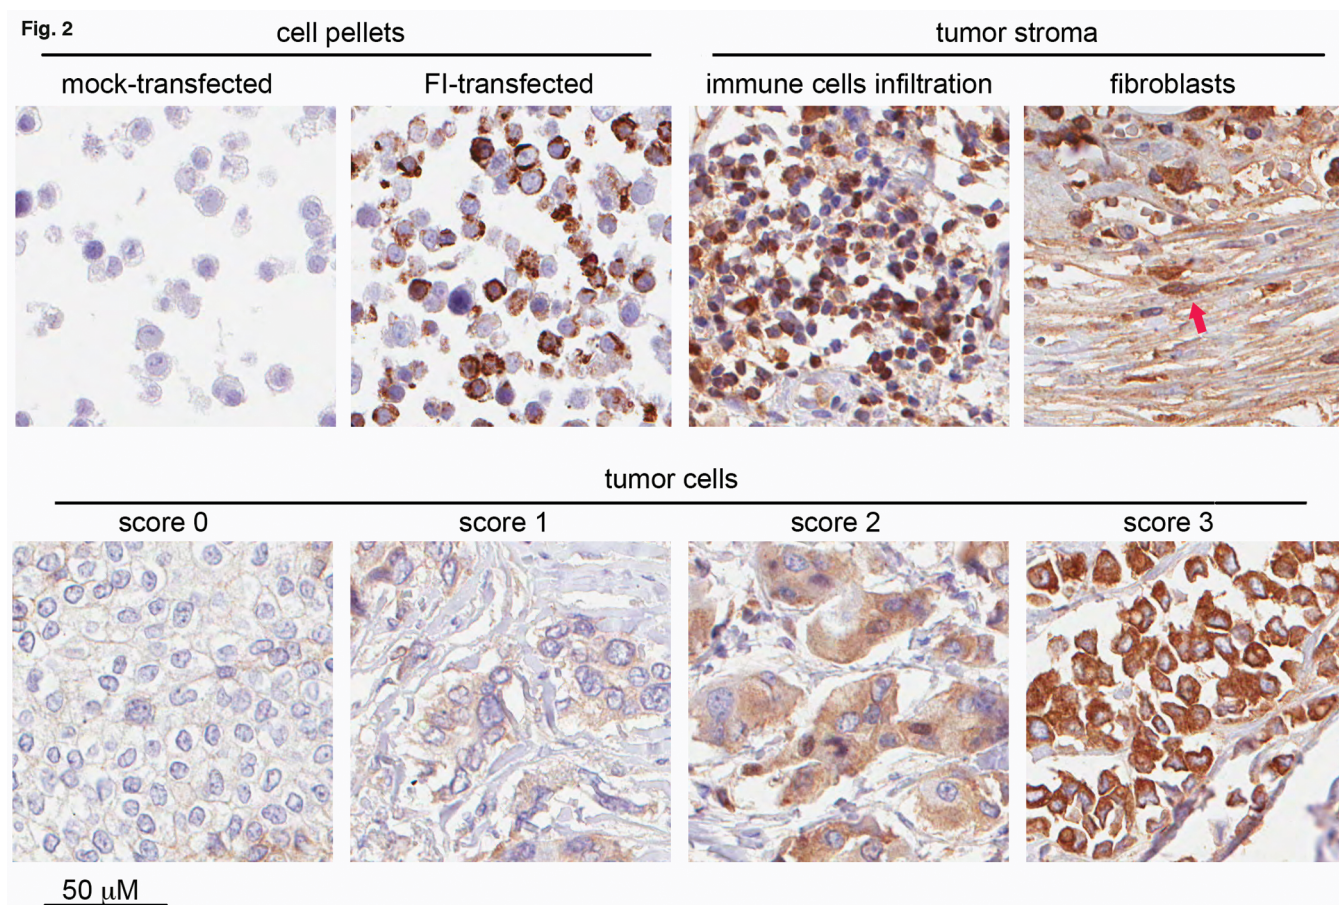 Fig. 2
cell pellets
tumor stroma
mock-transfected
FI-transfected
immune cells infiltration
fibroblasts
tumor cells
score 0
score 1
score 2
score 3
50 μM